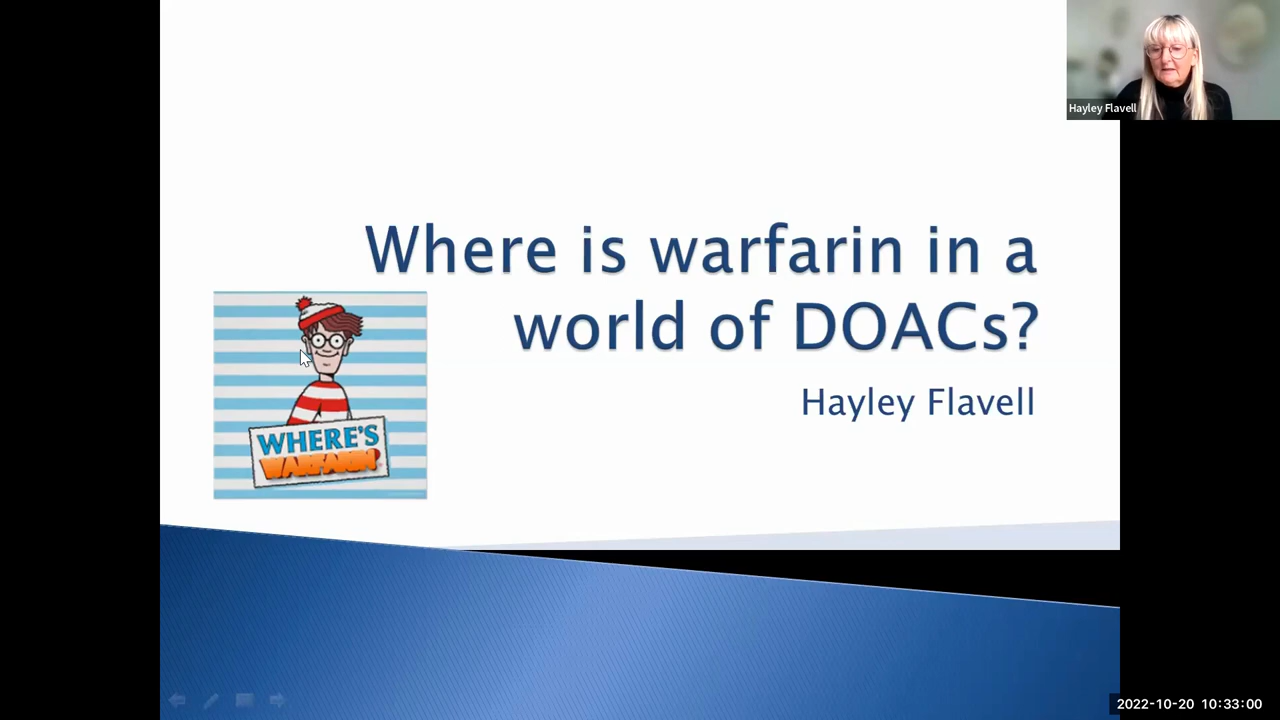 Hayley Flavell
Where is warfarin in a
world of DOACs?
Hayley Flavell
WHERE'S
WARFARIN?
2022-10-20 10:33:00